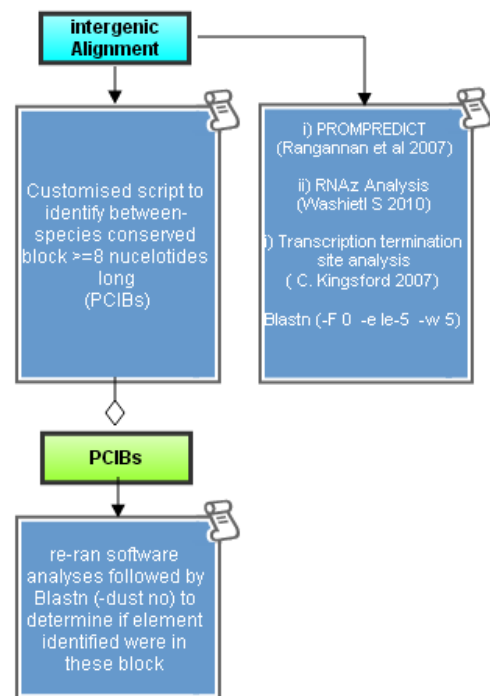 intergenic
Alignment
Customised script to
identify between-
species conserved
block >=8 nucelotides
long
(PCIBs)
i) PROMPREDICT
(Rangannan et al 2007)
ii) RNAz Analysis
(Washietl S 2010)
i) Transcription termination
site analysis
( C. Kingsford 2007)
Blastn (-F 0 -e le-5 -w 5)
PCIBs
re-ran software
analyses followed by
Blastn (-dust no) to
determine if element
identified were in
these block